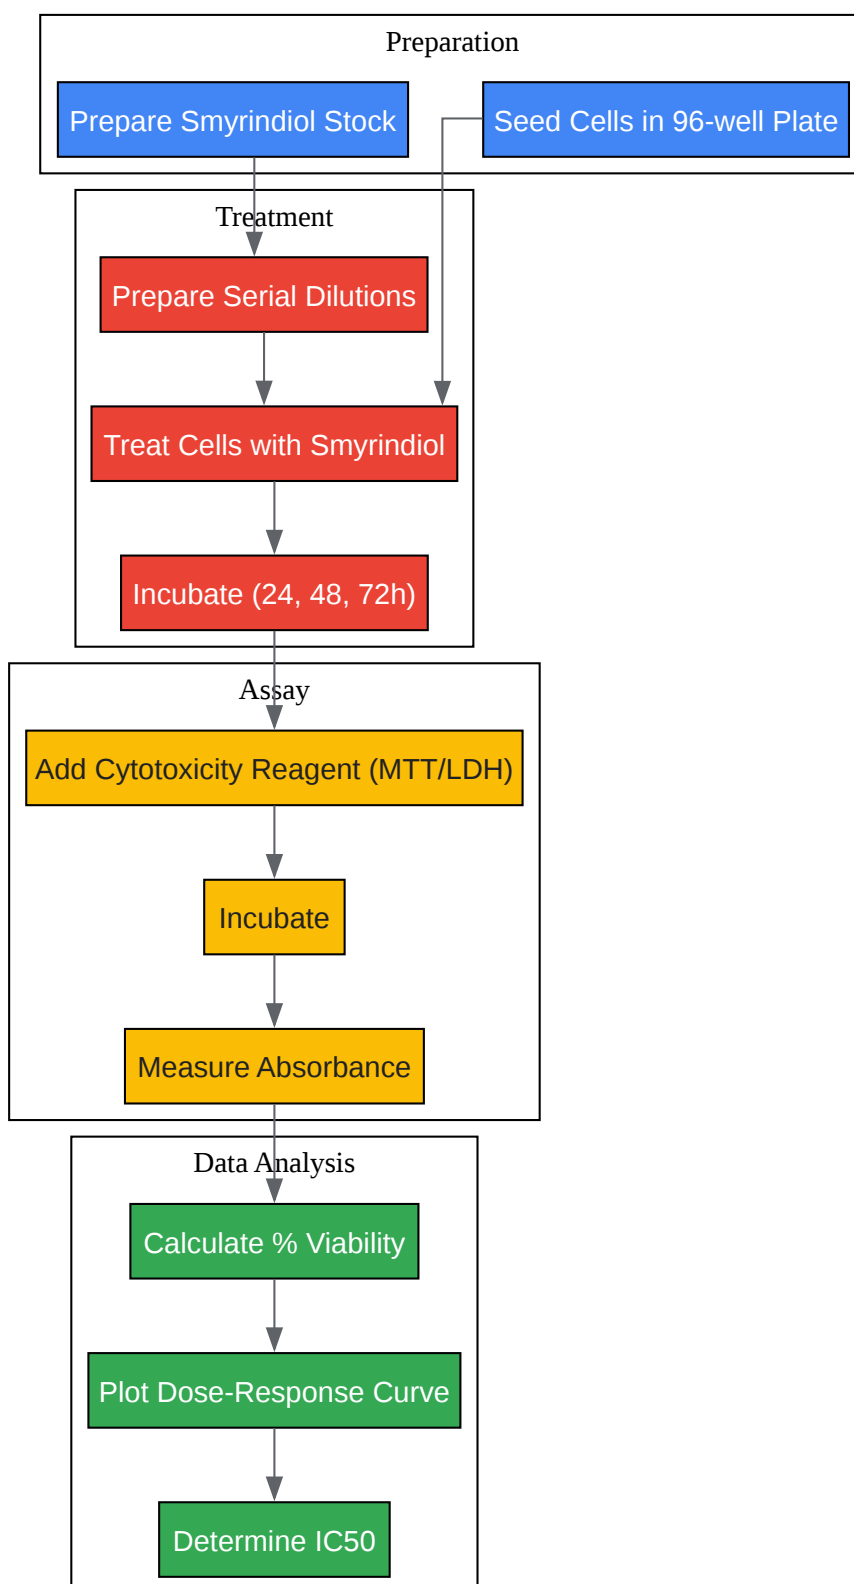 Preparation
Prepare Smyrindiol Stock
Seed Cells in 96-well Plate
Treatment
Prepare Serial Dilutions
Treat Cells with Smyrindiol
Incubate (24, 48, 72h)
Assay
Add Cytotoxicity Reagent (MTT/LDH)
Incubate
Measure Absorbance
Data Analysis
Calculate % Viability
Plot Dose-Response Curve
Determine IC50